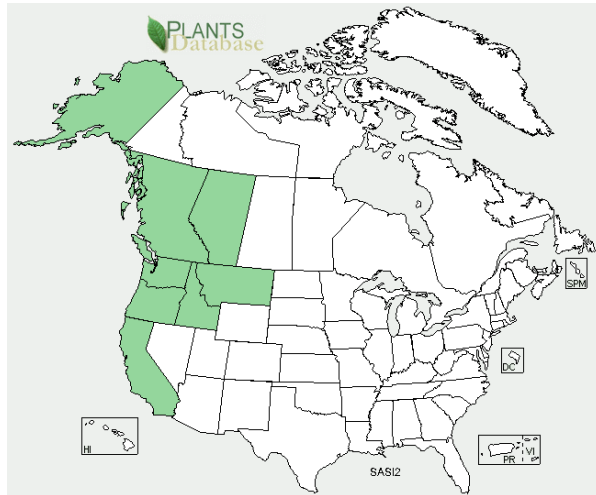 PLANTS
Database
SPM
DC
HI
PR
VI
SASI2